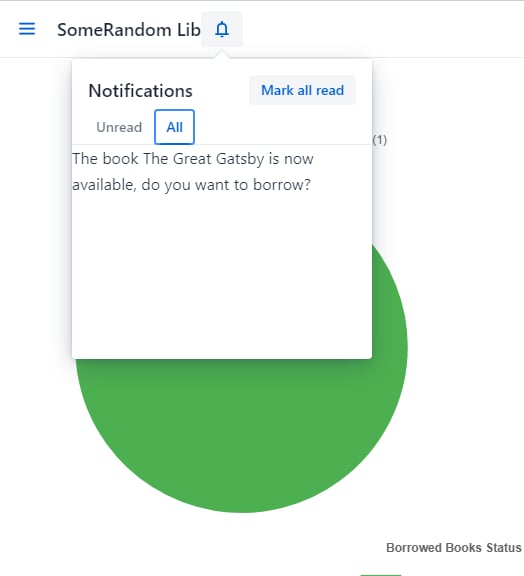 SomeRandom Lib
Notifications
Mark all read
Unread
All
The book The Great Gatsby is now
available, do you want to borrow?
(1)
Borrowed Books Status